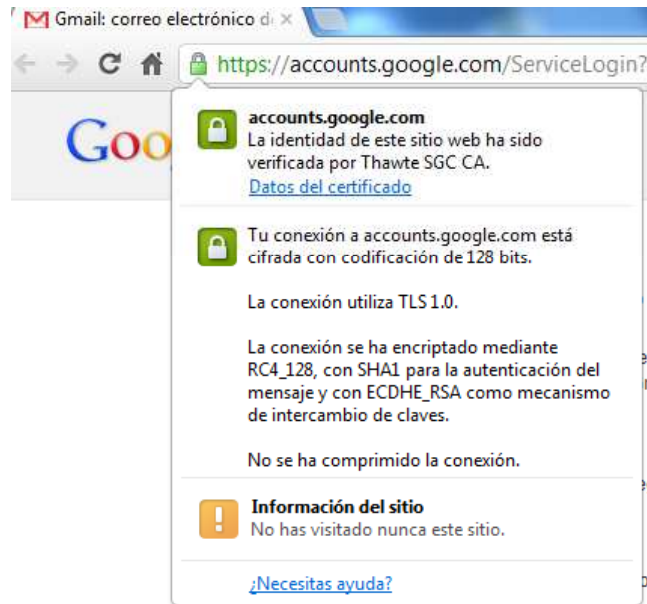 Gmail: correo electrónico d
https://accounts.google.com/ServiceLogin?
Goo
accounts.google.com
La identidad de este sitio web ha sido
verificada por Thawte SGC CA.
Datos del certificado
Tu conexión a accounts.google.com está
cifrada con codificación de 128 bits.
La conexión utiliza TLS 1.0.
La conexión se ha encriptado mediante
RC4_128, con SHA1 para la autenticación del
mensaje y con ECDHE_RSA como mecanismo
de intercambio de claves.
No se ha comprimido la conexión.
Información del sitio
No has visitado nunca este sitio.
¿Necesitas ayuda?